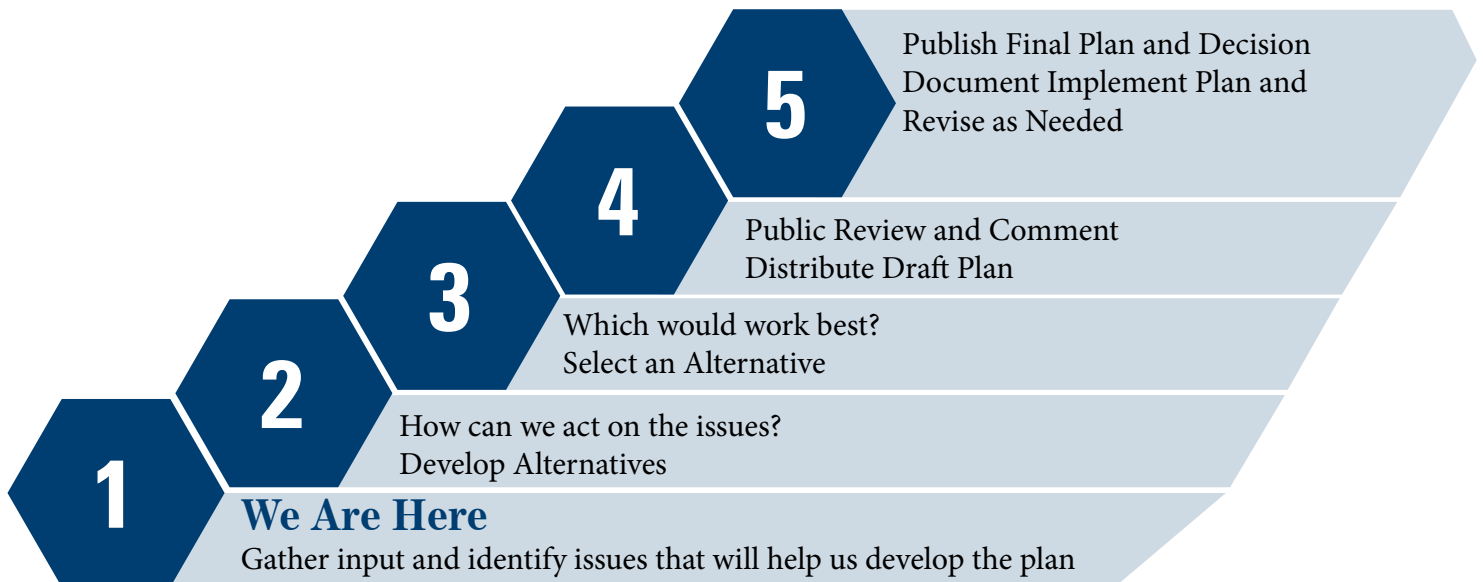 5
Publish Final Plan and Decision
Document Implement Plan and
Revise as Needed
4
Public Review and Comment
Distribute Draft Plan
3
Which would work best?
Select an Alternative
2
How can we act on the issues?
Develop Alternatives
1
We Are Here
Gather input and identify issues that will help us develop the plan